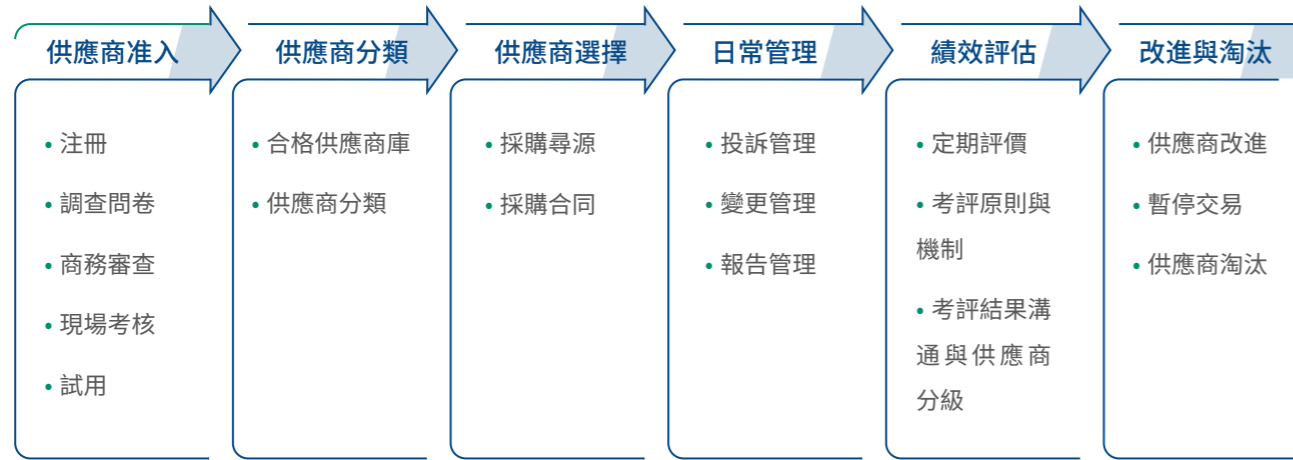 供應商准入
• 注冊
• 調查問卷
• 商務審查
• 現場考核
• 試用
供應商分類
• 合格供應商庫
• 供應商分類
供應商選擇
• 採購尋源
• 採購合同
日常管理
• 投訴管理
• 變更管理
• 報告管理
績效評估
• 定期評價
• 考評原則與
機制
• 考評結果溝
通與供應商
分級
改進與淘汰
• 供應商改進
• 暫停交易
• 供應商淘汰